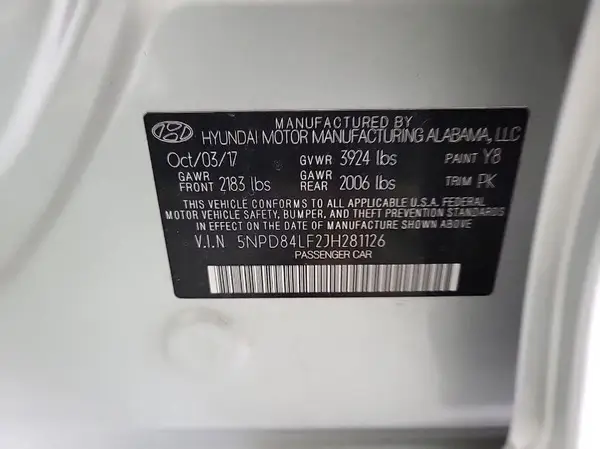 MANUFACTURED BY
HYUNDAI MOTOR MANUFACTURING ALABAMA, LLC
Oct/03/17 GVWR 3924 lbs PAINT Y8
GAWR FRONT 2183 lbs GAWR REAR 2006 lbs TRIM PK
THIS VEHICLE CONFORMS TO ALL APPLICABLE U.S.A. FEDERAL
MOTOR VEHICLE SAFETY, BUMPER, AND THEFT PREVENTION STANDARDS
IN EFFECT ON THE DATE OF MANUFACTURE SHOWN ABOVE
V.I.N 5NPD84LF2JH281126
PASSENGER CAR